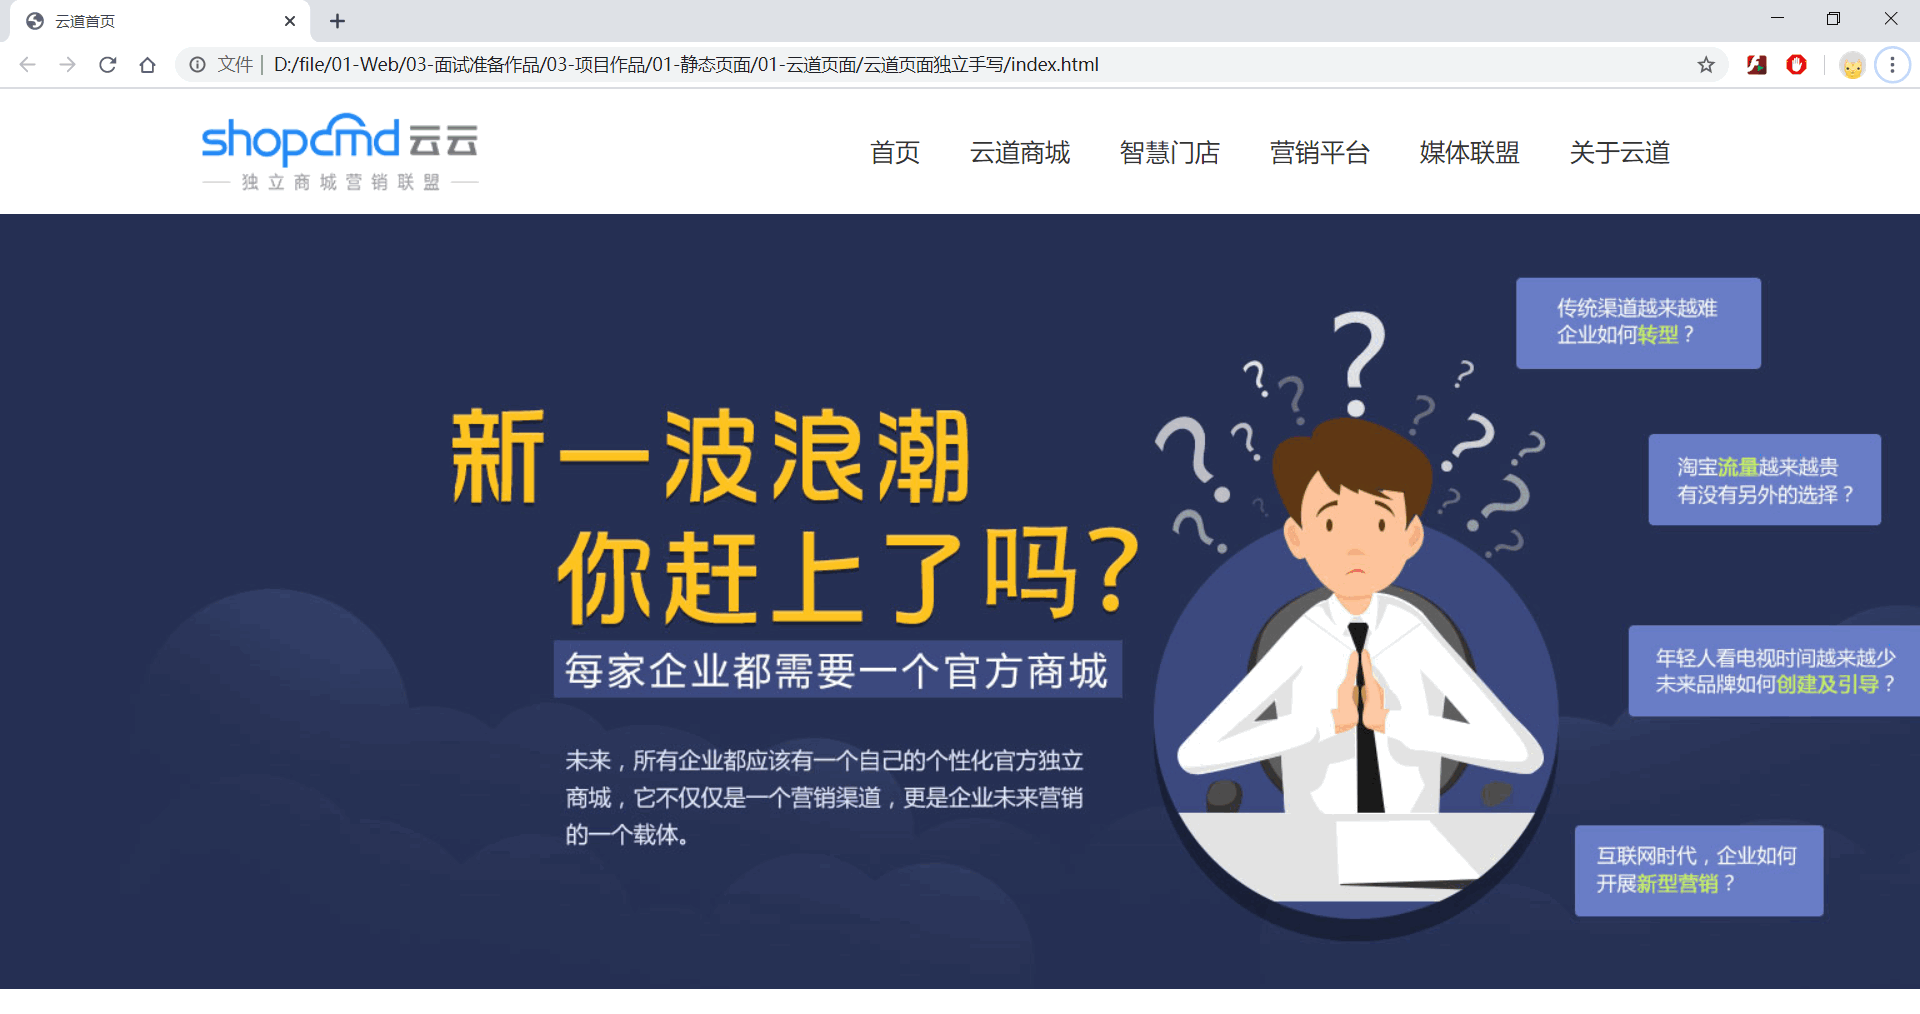 云道首页
文件 | D:/file/01-Web/03-面试准备作品/03-项目作品/01-静态页面/01-云道页面/云道页面独立手写/index.html
shopcmd 云云
独立商城营销联盟
首页 云道商城 智慧门店 营销平台 媒体联盟 关于云道
传统渠道越来越难
企业如何转型？
新一波浪潮
你赶上了吗?
淘宝流量越来越贵
有没有另外的选择？
每家企业都需要一个官方商城
年轻人看电视时间越来越少
未来品牌如何创建及引导？
未来，所有企业都应该有一个自己的个性化官方独立
商城，它不仅仅是一个营销渠道，更是企业未来营销
的一个载体。
互联网时代，企业如何
开展新型营销？